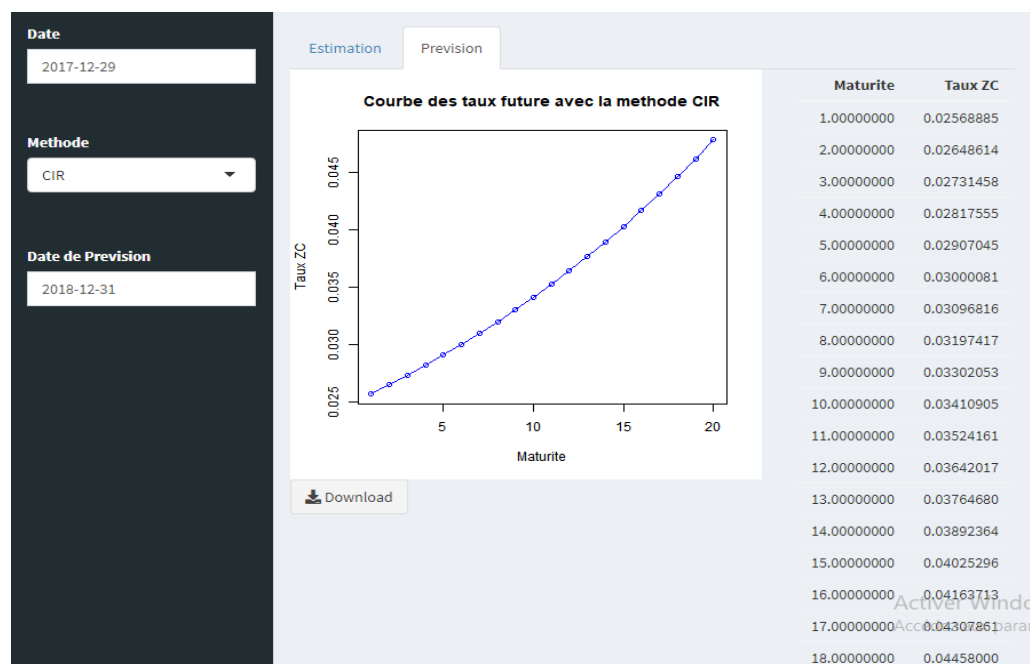 Date
2017-12-29
Methode
CIR
Date de Prevision
2018-12-31
Estimation
Prevision
Courbe des taux future avec la methode CIR
Taux ZC
0.025 0.030 0.035 0.040 0.045
5 10 15 20
Maturite
Download
Maturite Taux ZC
1.00000000 0.02568885
2.00000000 0.02648614
3.00000000 0.02731458
4.00000000 0.02817555
5.00000000 0.02907045
6.00000000 0.03000081
7.00000000 0.03096816
8.00000000 0.03197417
9.00000000 0.03302053
10.00000000 0.03410905
11.00000000 0.03524161
12.00000000 0.03642017
13.00000000 0.03764680
14.00000000 0.03892364
15.00000000 0.04025296
16.00000000 0.04163713
Activer Windo
17.00000000 0.04307861
18.00000000 0.04458000